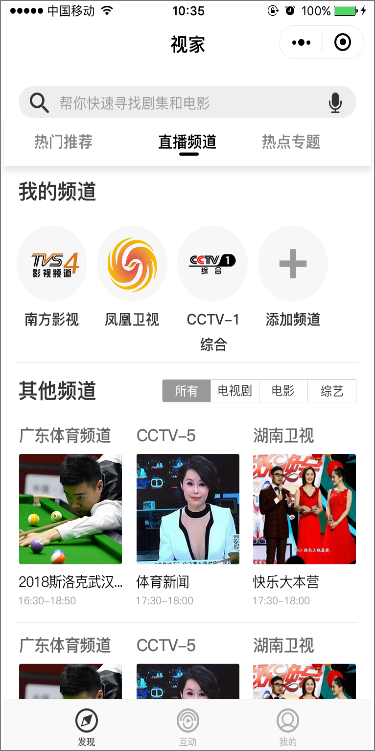 中国移动 10:35 100%
视家
帮你快速寻找剧集和电影
热门推荐 直播频道 热点专题
我的频道
TVS4 影视频道
CCTV 1 综合
南方影视 凤凰卫视 CCTV-1 添加频道
综合
其他频道 所有 电视剧 电影 综艺
广东体育频道 CCTV-5 湖南卫视
2018斯洛克武汉... 体育新闻 快乐大本营
16:30-18:50 17:30-18:00 17:30-18:00
广东体育频道 CCTV-5 湖南卫视
发现 互动 我的